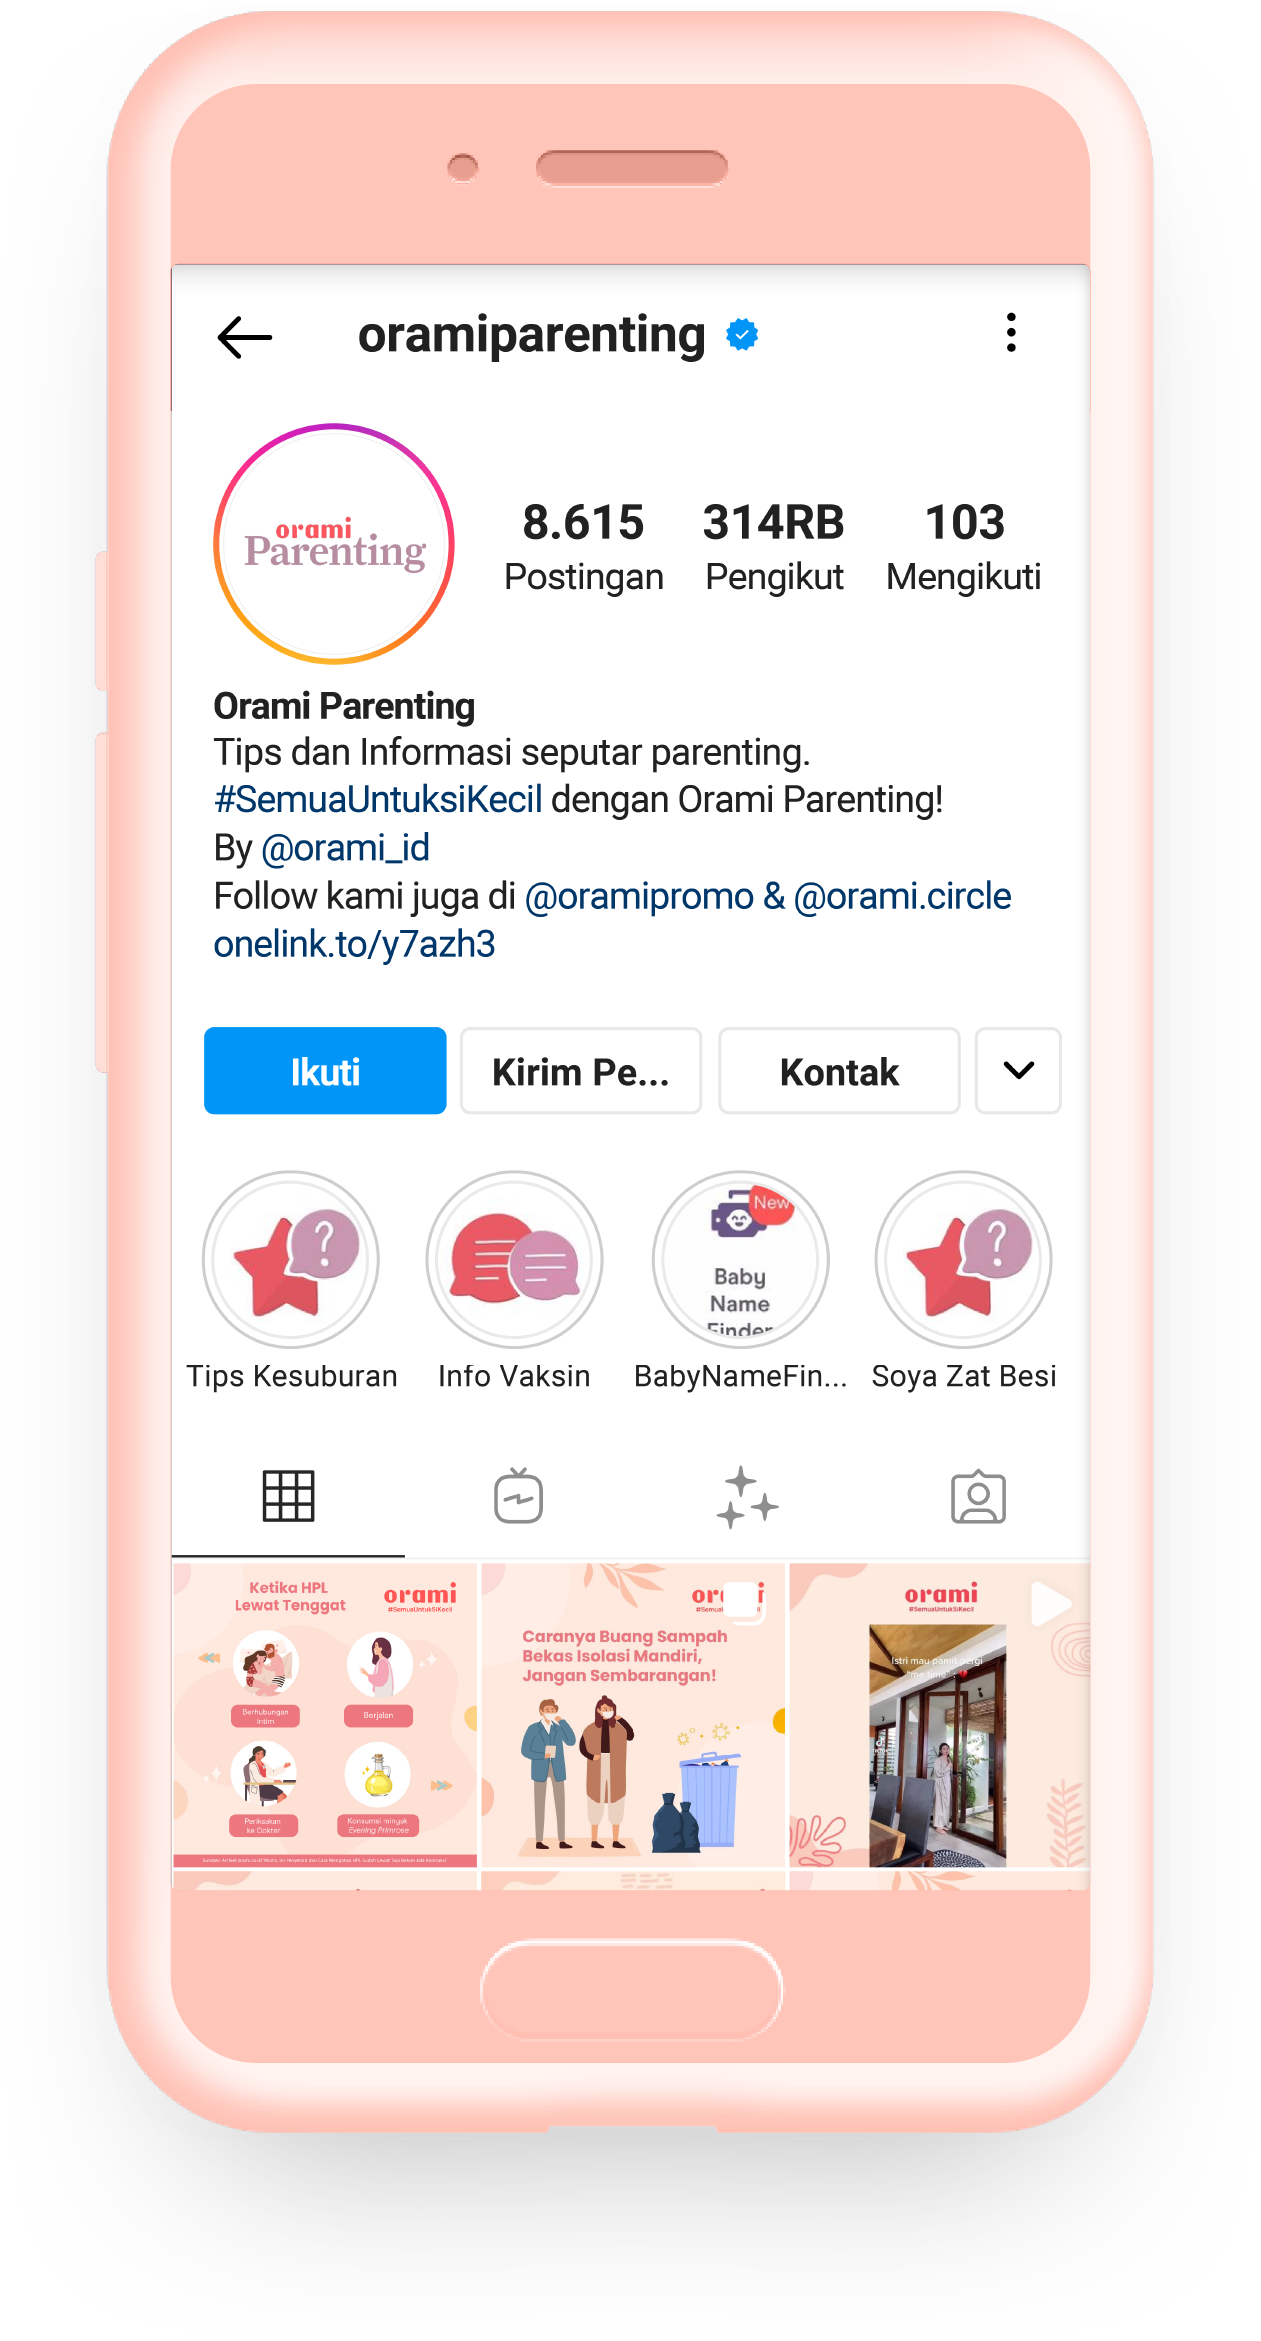 oramiparenting
orami
Parenting
8.615 314RB 103
Postingan Pengikut Mengikuti
Orami Parenting
Tips dan Informasi seputar parenting.
#SemuaUntuksiKecil dengan Orami Parenting!
By @orami_id
Follow kami juga di @oramipromo & @orami.circle
onelink.to/y7azh3
Ikuti Kirim Pe... Kontak
New
Baby
Name
Finder
Tips Kesuburan Info Vaksin BabyNameFin... Soya Zat Besi
Ketika HPL
Lewat Tenggat
orami
#SemuaUntukSiKecil
Berhubungan
intim
Berjalan
Periksakan
ke Dokter
Konsumsi minyak
Evening Primrose
Caranya Buang Sampah
Bekas Isolasi Mandiri,
Jangan Sembarangan!
orami
#SemuaUntukSiKecil
Istri mau pamit pergi
"me time" :